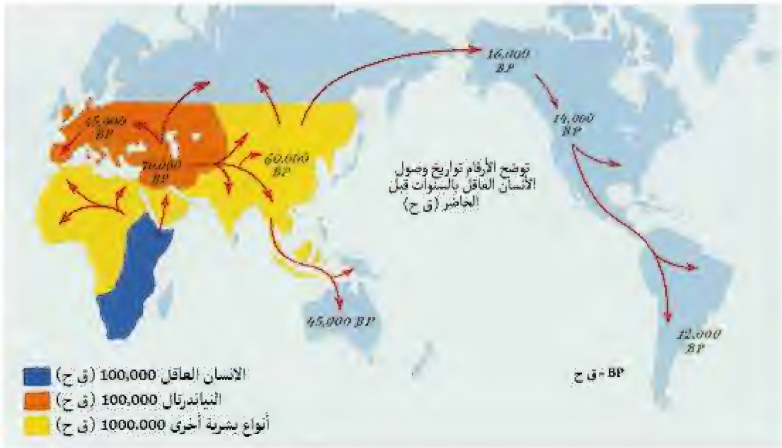 16,000
BP
14,000
BP
45,000
BP
70,000
BP
60,000
BP
توضح الأرقام تواريخ وصول
الأنسان العاقل بالسنوات قبل
الحاضر (ق ح)
45,000 BP
12,000
BP
BP - ق ح
الانسان العاقل 100,000 (ق ح)
النياندرتال 100,000 (ق ح)
أنواع بشرية أخرى 1000.000 (ق ح)